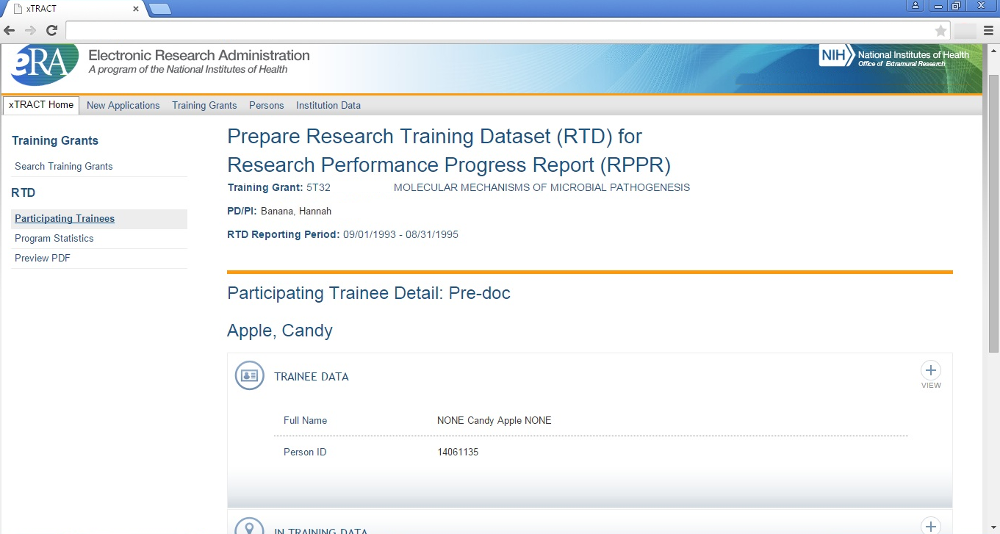 xTRACT
eRA
Electronic Research Administration
A program of the National Institutes of Health
NIH
National Institutes of Health
Office of Extramural Research
xTRACT Home New Applications Training Grants Persons Institution Data
Training Grants
Search Training Grants
RTD
Participating Trainees
Program Statistics
Preview PDF
Prepare Research Training Dataset (RTD) for
Research Performance Progress Report (RPPR)
Training Grant: 5T32 MOLECULAR MECHANISMS OF MICROBIAL PATHOGENESIS
PD/PI: Banana, Hannah
RTD Reporting Period: 09/01/1993 - 08/31/1995
Participating Trainee Detail: Pre-doc
Apple, Candy
TRAINEE DATA
VIEW
Full Name NONE Candy Apple NONE
Person ID 14061135
IN TRAINING DATA